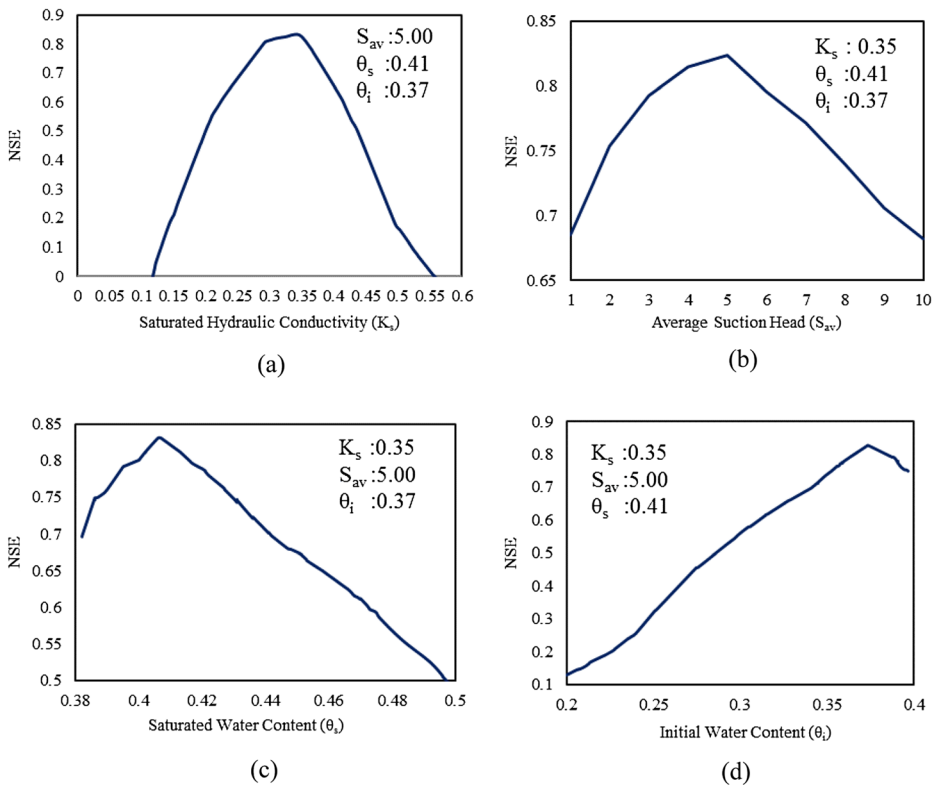 0.9
0.8
0.7
0.6
0.5
0.4
0.3
0.2
0.1
0
NSE
Sav :5.00
θs :0.41
θi :0.37
0 0.05 0.1 0.15 0.2 0.25 0.3 0.35 0.4 0.45 0.5 0.55 0.6
Saturated Hydraulic Conductivity (Ks)
(a)
0.85
0.8
0.75
0.7
0.65
NSE
Ks : 0.35
θs :0.41
θi :0.37
1 2 3 4 5 6 7 8 9 10
Average Suction Head (Sav)
(b)
0.85
0.8
0.75
0.7
0.65
0.6
0.55
0.5
NSE
Ks :0.35
Sav:5.00
θi :0.37
0.38 0.4 0.42 0.44 0.46 0.48 0.5
Saturated Water Content (θs)
(c)
0.9
0.8
0.7
0.6
0.5
0.4
0.3
0.2
0.1
NSE
Ks :0.35
Sav:5.00
θs :0.41
0.2 0.25 0.3 0.35 0.4
Initial Water Content (θi)
(d)